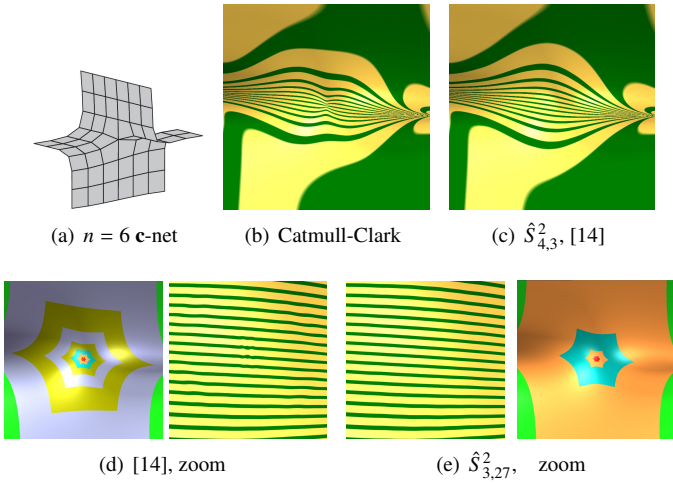 (a) n = 6 c-net
(b) Catmull-Clark
(c) Ŝ²₄,₃, [14]
(d) [14], zoom
(e) Ŝ²₃,₂₇, zoom